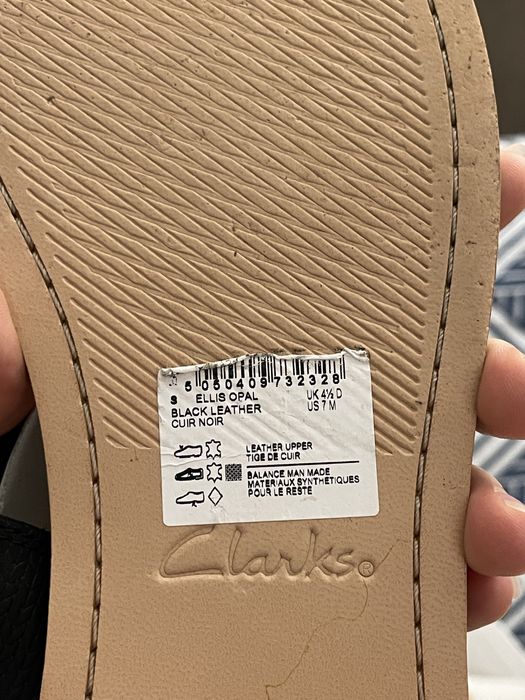 5 050409 732328
s ELLIS OPAL UK 4½ D
BLACK LEATHER US 7 M
CUIR NOIR
LEATHER UPPER
TIGE DE CUIR
BALANCE MAN MADE
MATERIAUX SYNTHETIQUES
POUR LE RESTE
Clarks®